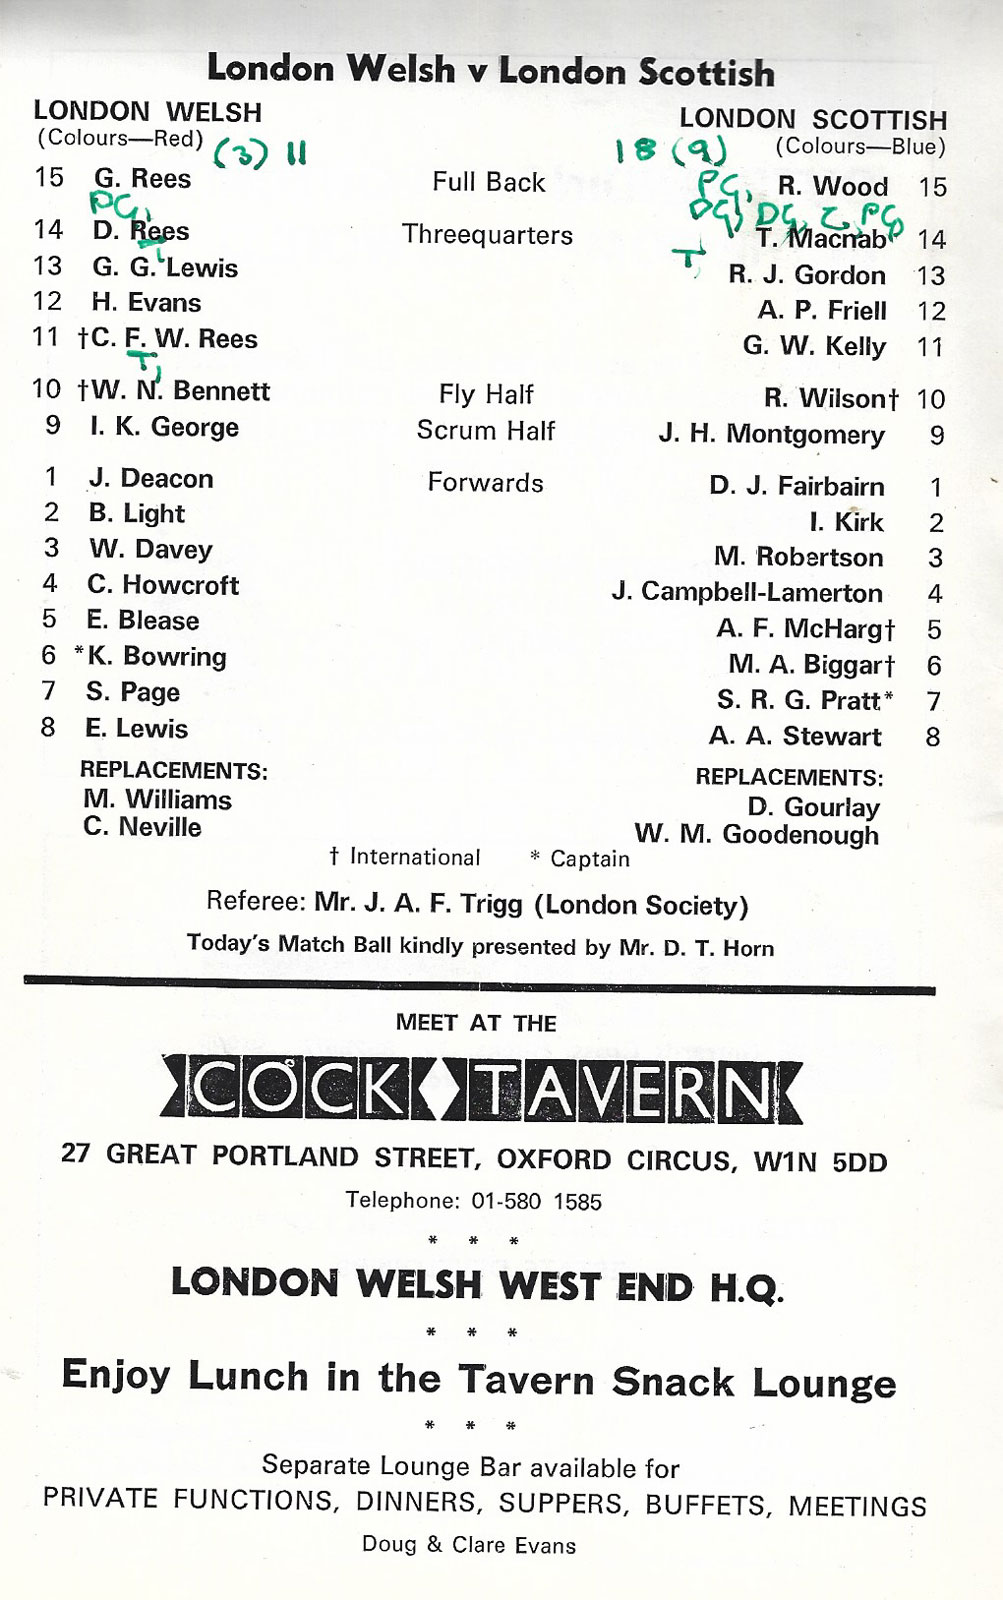 London Welsh v London Scottish
LONDON WELSH
(Colours—Red)
(3) 11
LONDON SCOTTISH
(Colours—Blue)
18 (9)
15 G. Rees Full Back R. Wood 15
PG,
PG,
DG, DG, C, PG
14 D. Rees Threequarters T. Macnab 14
T,
13 G. G. Lewis R. J. Gordon 13
12 H. Evans A. P. Friell 12
11 †C. F. W. Rees G. W. Kelly 11
T,
10 †W. N. Bennett Fly Half R. Wilson† 10
9 I. K. George Scrum Half J. H. Montgomery 9
1 J. Deacon Forwards D. J. Fairbairn 1
2 B. Light I. Kirk 2
3 W. Davey M. Robertson 3
4 C. Howcroft J. Campbell-Lamerton 4
5 E. Blease A. F. McHarg† 5
6 *K. Bowring M. A. Biggar† 6
7 S. Page S. R. G. Pratt* 7
8 E. Lewis A. A. Stewart 8
REPLACEMENTS: REPLACEMENTS:
M. Williams D. Gourlay
C. Neville W. M. Goodenough
† International * Captain
Referee: Mr. J. A. F. Trigg (London Society)
Today's Match Ball kindly presented by Mr. D. T. Horn
MEET AT THE
COCK TAVERN
27 GREAT PORTLAND STREET, OXFORD CIRCUS, W1N 5DD
Telephone: 01-580 1585
* * *
LONDON WELSH WEST END H.Q.
* * *
Enjoy Lunch in the Tavern Snack Lounge
* * *
Separate Lounge Bar available for
PRIVATE FUNCTIONS, DINNERS, SUPPERS, BUFFETS, MEETINGS
Doug & Clare Evans